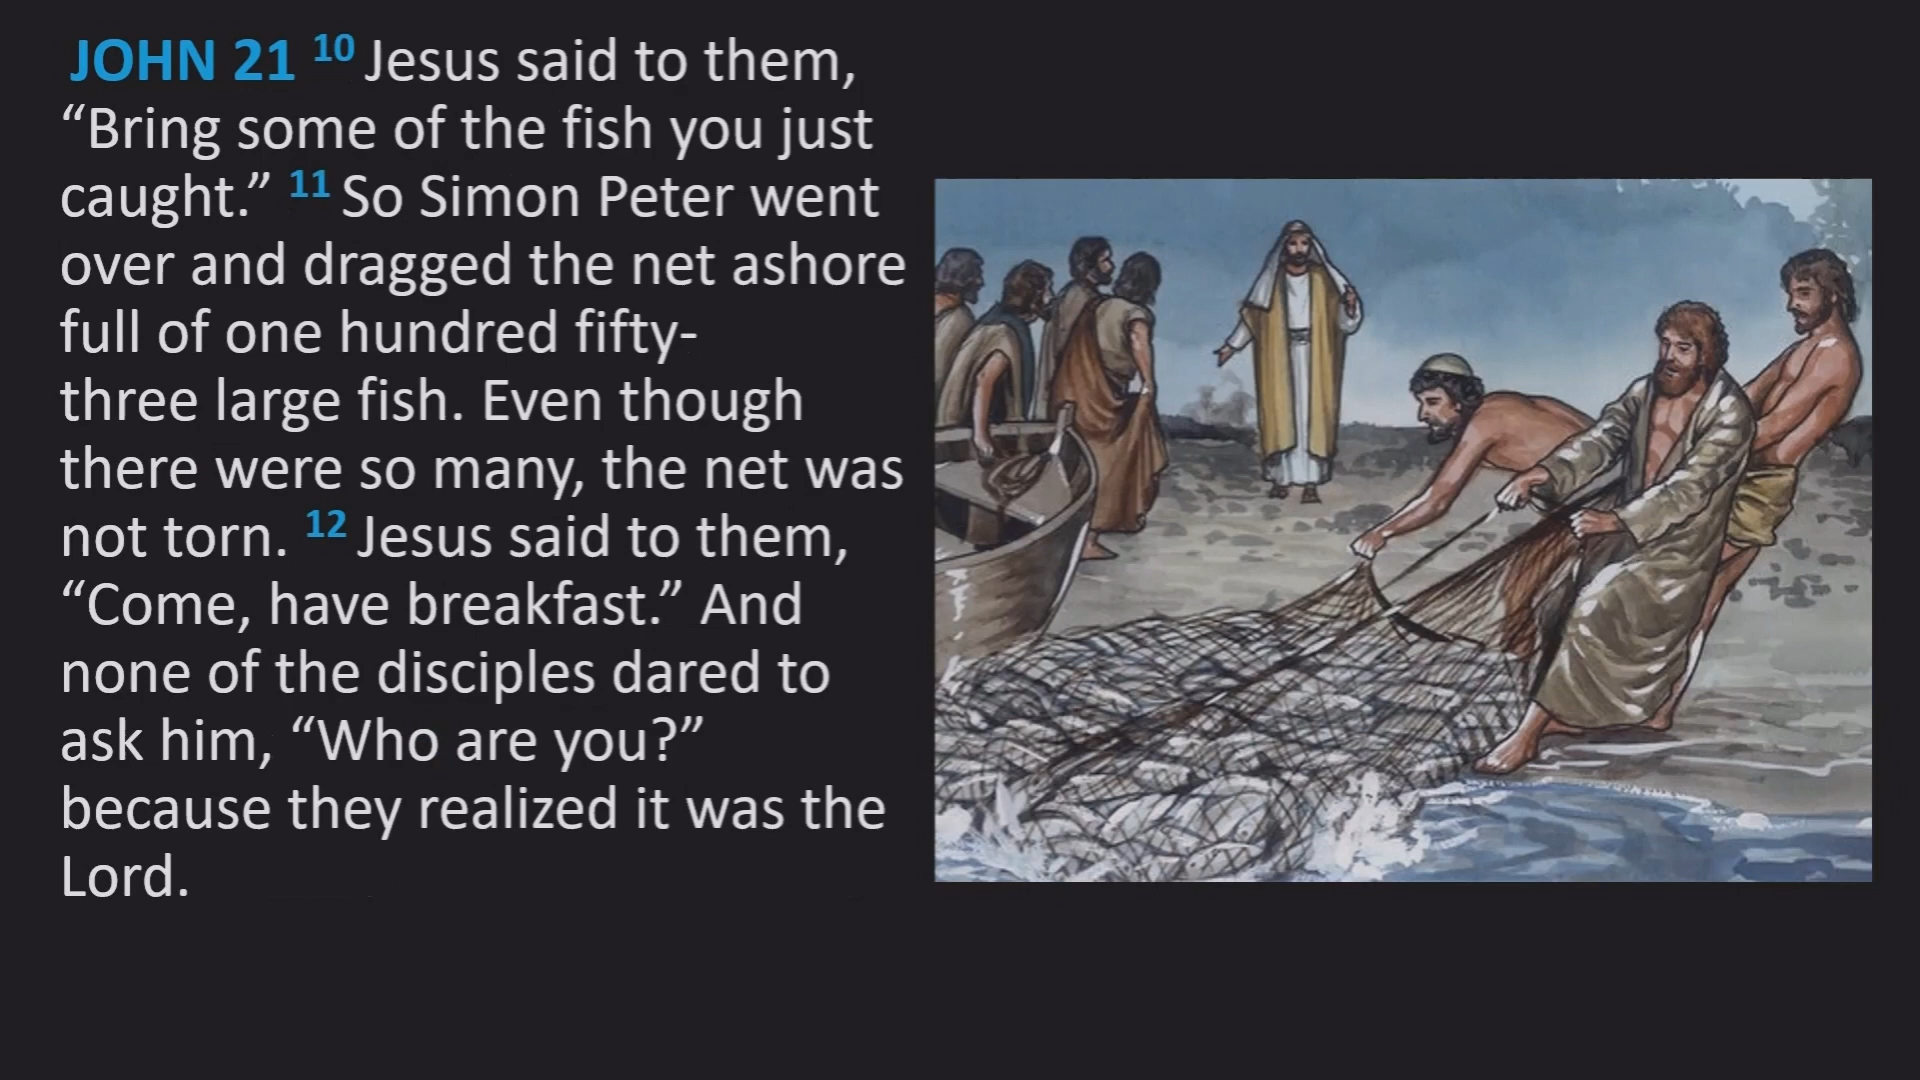 JOHN 21 10 Jesus said to them,
“Bring some of the fish you just
caught.” 11 So Simon Peter went
over and dragged the net ashore
full of one hundred fifty-
three large fish. Even though
there were so many, the net was
not torn. 12 Jesus said to them,
“Come, have breakfast.” And
none of the disciples dared to
ask him, “Who are you?”
because they realized it was the
Lord.